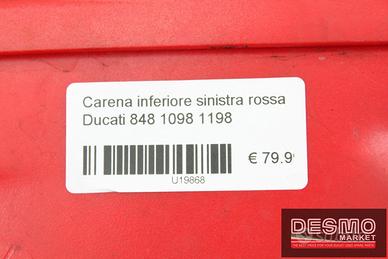 Carena inferiore sinistra rossa
Ducati 848 1098 1198
€ 79.9
U19868
DESMO
MARKET